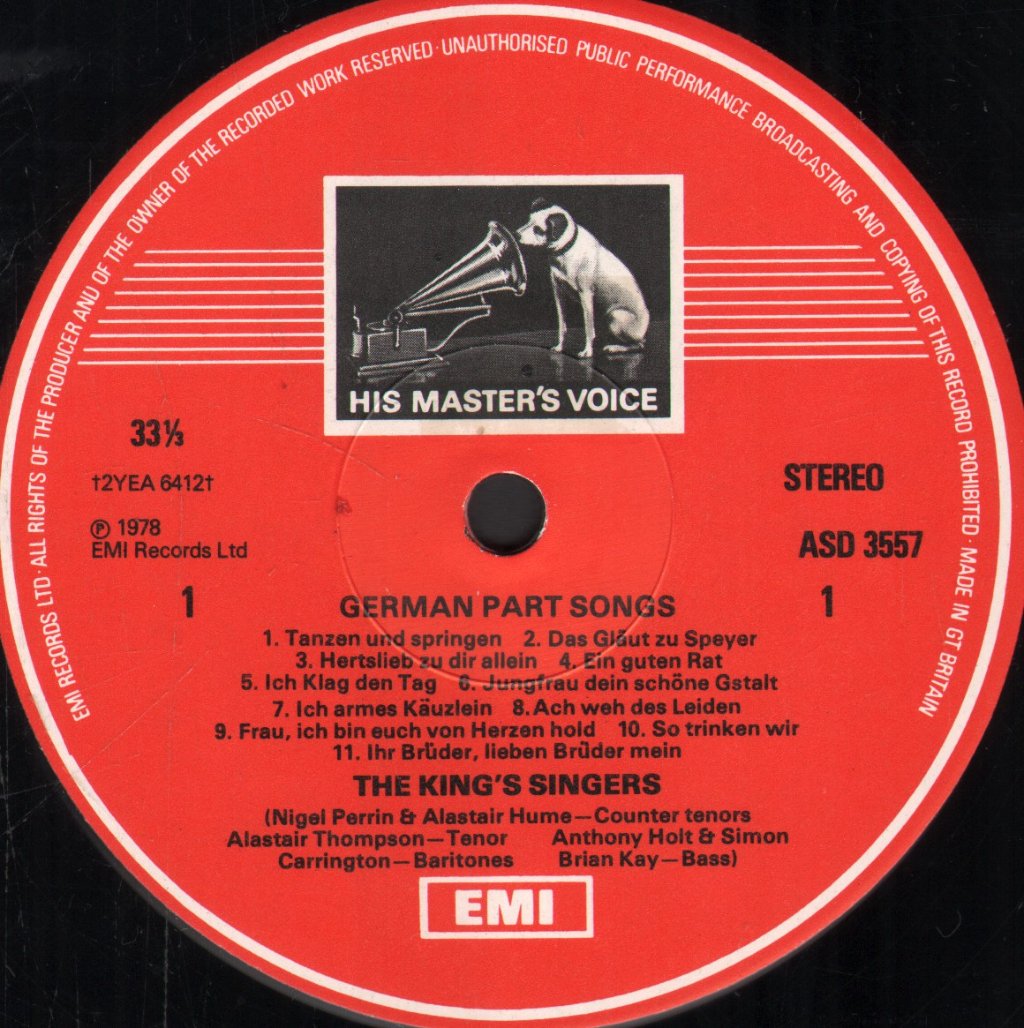 EMI RECORDS LTD · ALL RIGHTS OF THE PRODUCER AND OF THE OWNER OF THE RECORDED WORK RESERVED · UNAUTHORISED PUBLIC PERFORMANCE BROADCASTING AND COPYING OF THIS RECORD PROHIBITED · MADE IN GT BRITAIN
HIS MASTER'S VOICE
33⅓
†2YEA 6412†
℗ 1978
EMI Records Ltd
1
STEREO
ASD 3557
1
GERMAN PART SONGS
1. Tanzen und springen 2. Das Gläut zu Speyer
3. Hertslieb zu dir allein 4. Ein guten Rat
5. Ich Klag den Tag 6. Jungfrau dein schöne Gstalt
7. Ich armes Käuzlein 8. Ach weh des Leiden
9. Frau, ich bin euch von Herzen hold 10. So trinken wir
11. Ihr Brüder, lieben Brüder mein
THE KING'S SINGERS
(Nigel Perrin & Alastair Hume—Counter tenors
Alastair Thompson—Tenor Anthony Holt & Simon
Carrington—Baritones Brian Kay—Bass)
EMI